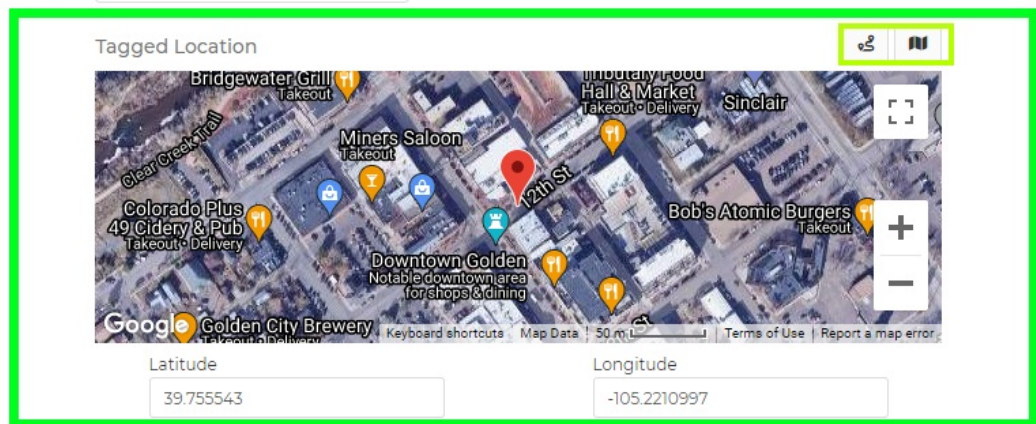 Tagged Location
Bridgewater Grill
Takeout
Tributary Food
Hall & Market
Takeout • Delivery
Sinclair
Miners Saloon
Takeout
Clear Creek Trail
12th St
Colorado Plus
49 Cidery & Pub
Takeout • Delivery
Bob's Atomic Burgers
Takeout
Downtown Golden
Notable downtown area
for shops & dining
Google
Golden City Brewery
Takeout • Delivery
St
Keyboard shortcuts
Map Data
50 m
Terms of Use
Report a map error
Latitude
Longitude
39.755543
-105.2210997